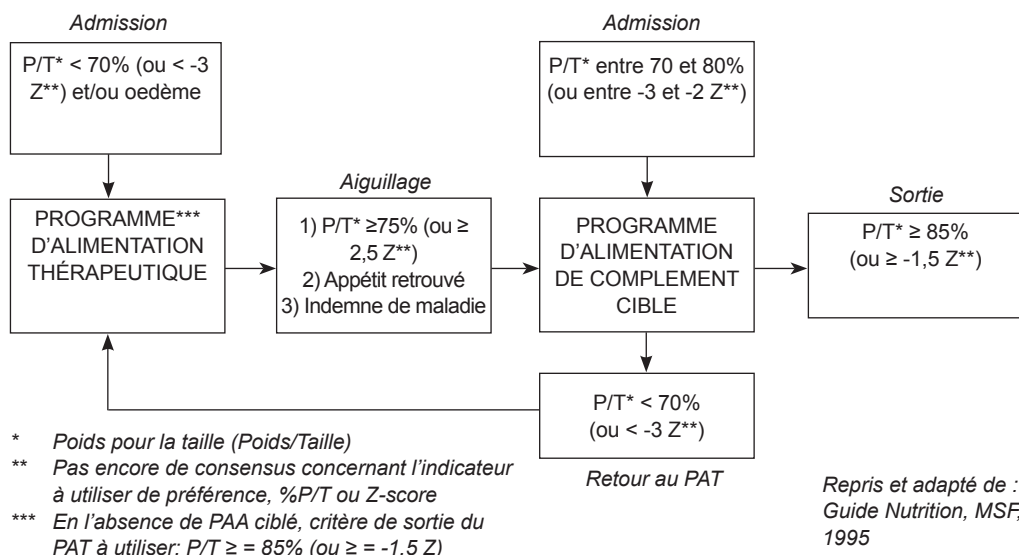 Admission
P/T* < 70% (ou < -3
Z**) et/ou oedème
Admission
P/T* entre 70 et 80%
(ou entre -3 et -2 Z**)
PROGRAMME***
D’ALIMENTATION
THÉRAPEUTIQUE
Aiguillage
1) P/T* ≥75% (ou ≥
2,5 Z**)
2) Appétit retrouvé
3) Indemne de maladie
PROGRAMME
D’ALIMENTATION
DE COMPLEMENT
CIBLE
Sortie
P/T* ≥ 85%
(ou ≥ -1,5 Z**)
P/T* < 70%
(ou < -3 Z**)
Retour au PAT
* Poids pour la taille (Poids/Taille)
** Pas encore de consensus concernant l’indicateur
à utiliser de préférence, %P/T ou Z-score
*** En l’absence de PAA ciblé, critère de sortie du
PAT à utiliser: P/T ≥ = 85% (ou ≥ = -1,5 Z)
Repris et adapté de :
Guide Nutrition, MSF,
1995